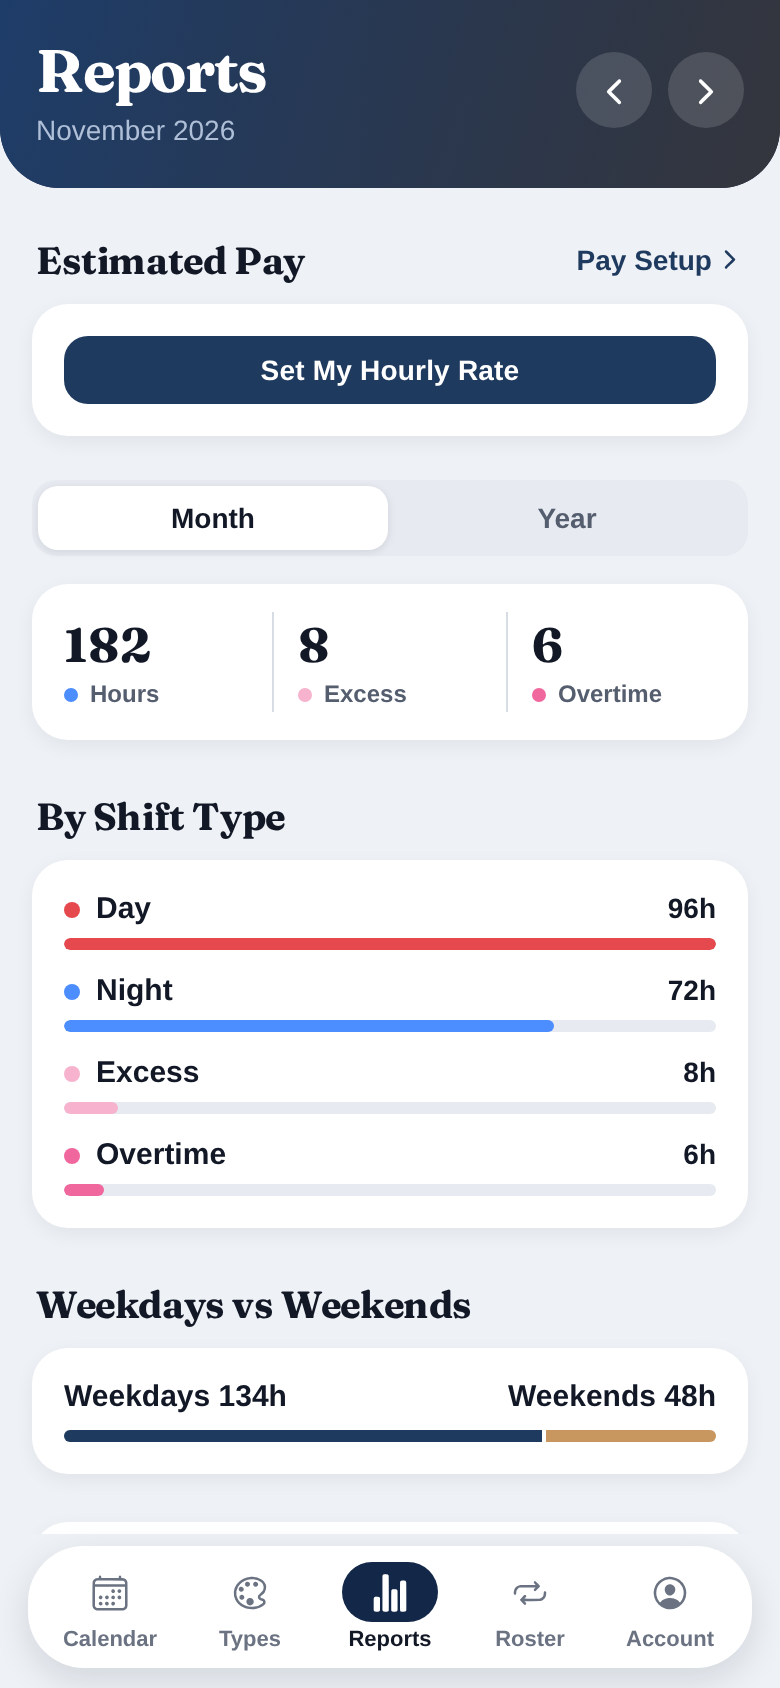 Reports
November 2026
Estimated Pay
Pay Setup
Set My Hourly Rate
Month
Year
182
Hours
8
Excess
6
Overtime
By Shift Type
Day 96h
Night 72h
Excess 8h
Overtime 6h
Weekdays vs Weekends
Weekdays 134h
Weekends 48h
Calendar
Types
Reports
Roster
Account